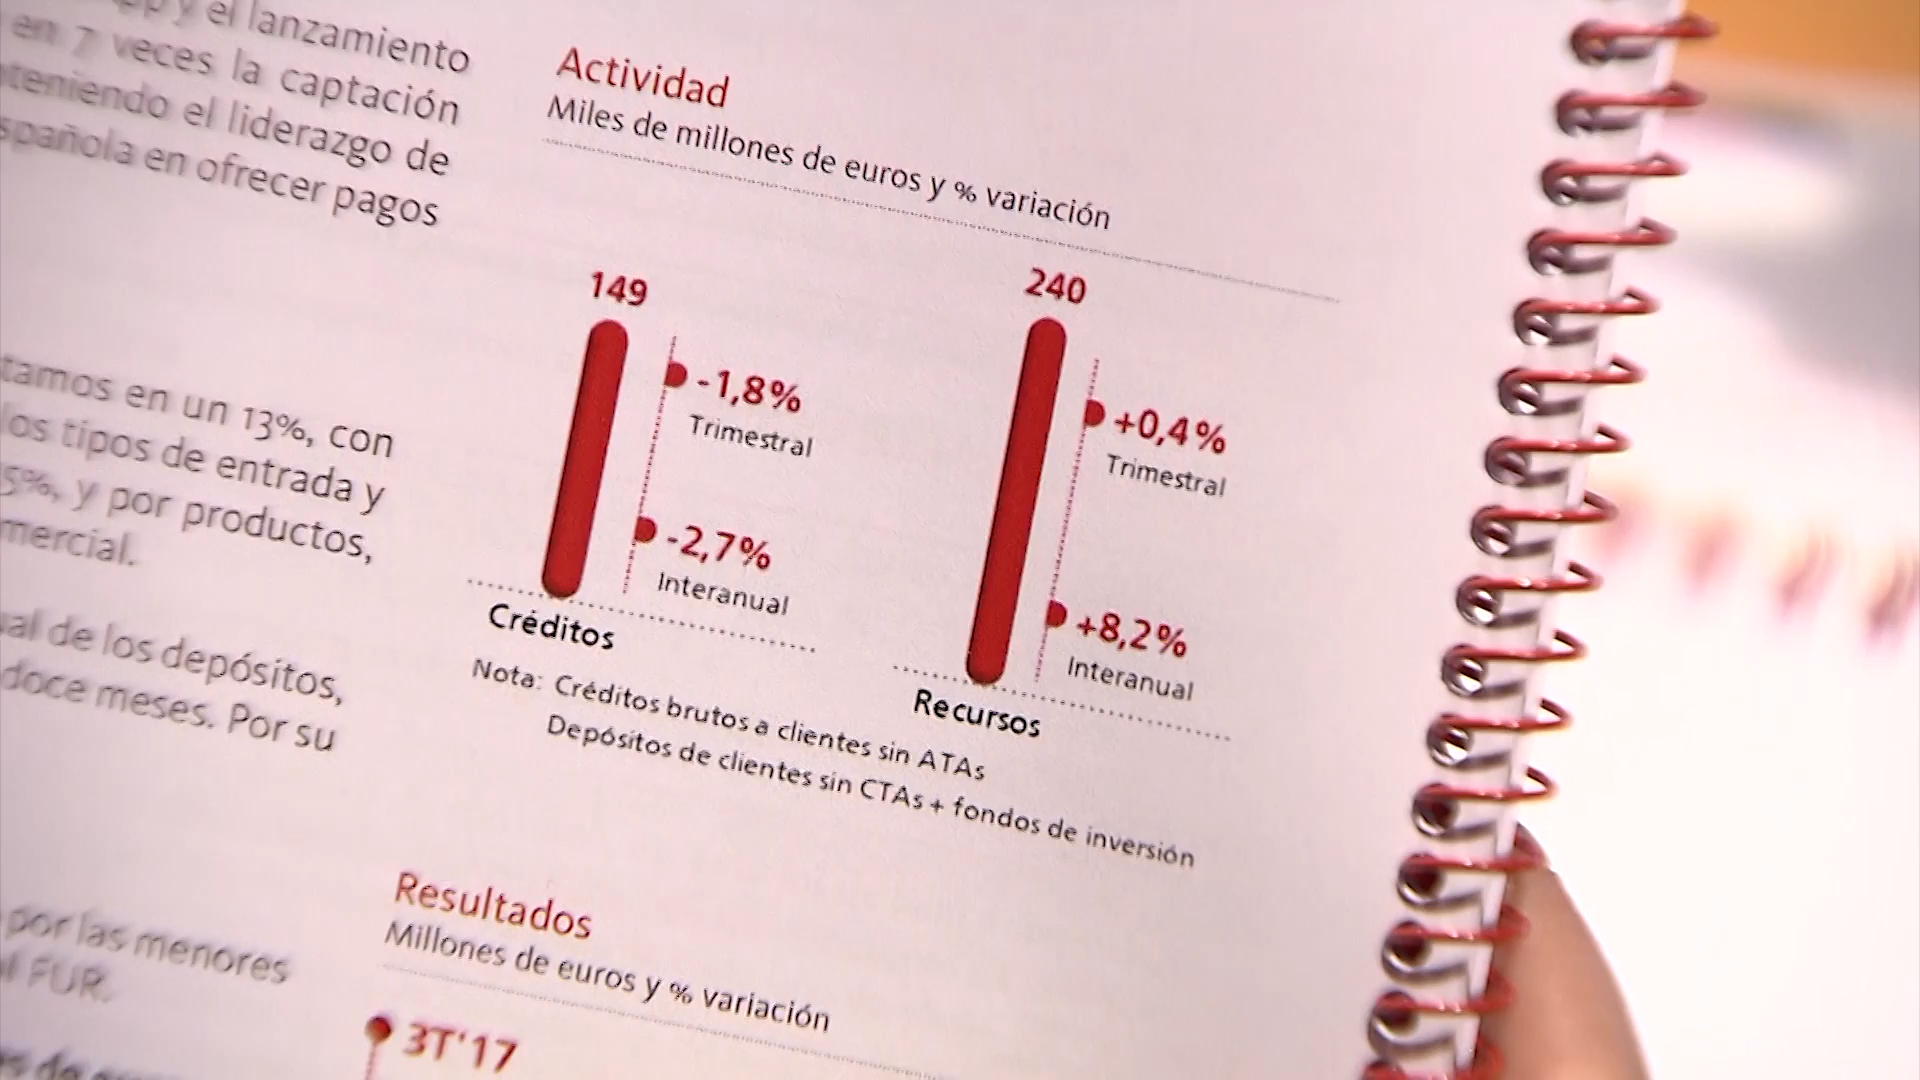 y el lanzamiento
en 7 veces la captación
teniendo el liderazgo de
española en ofrecer pagos
tamos en un 13%, con
los tipos de entrada y
5%, y por productos,
mercial.
al de los depósitos,
doce meses. Por su
por las menores
FUR.
Actividad
Miles de millones de euros y % variación
149
-1,8%
Trimestral
-2,7%
Interanual
Créditos
240
+0,4%
Trimestral
+8,2%
Interanual
Recursos
Nota: Créditos brutos a clientes sin ATAs
Depósitos de clientes sin CTAs + fondos de inversión
Resultados
Millones de euros y % variación
3T'17